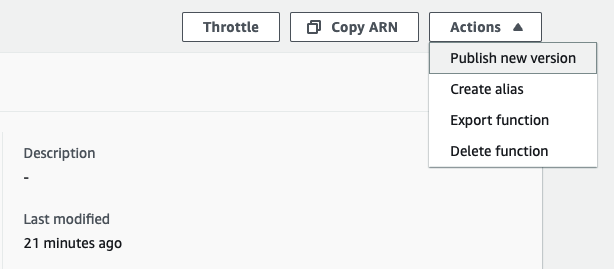 Throttle
Copy ARN
Actions
Publish new version
Create alias
Export function
Delete function
Description
-
Last modified
21 minutes ago